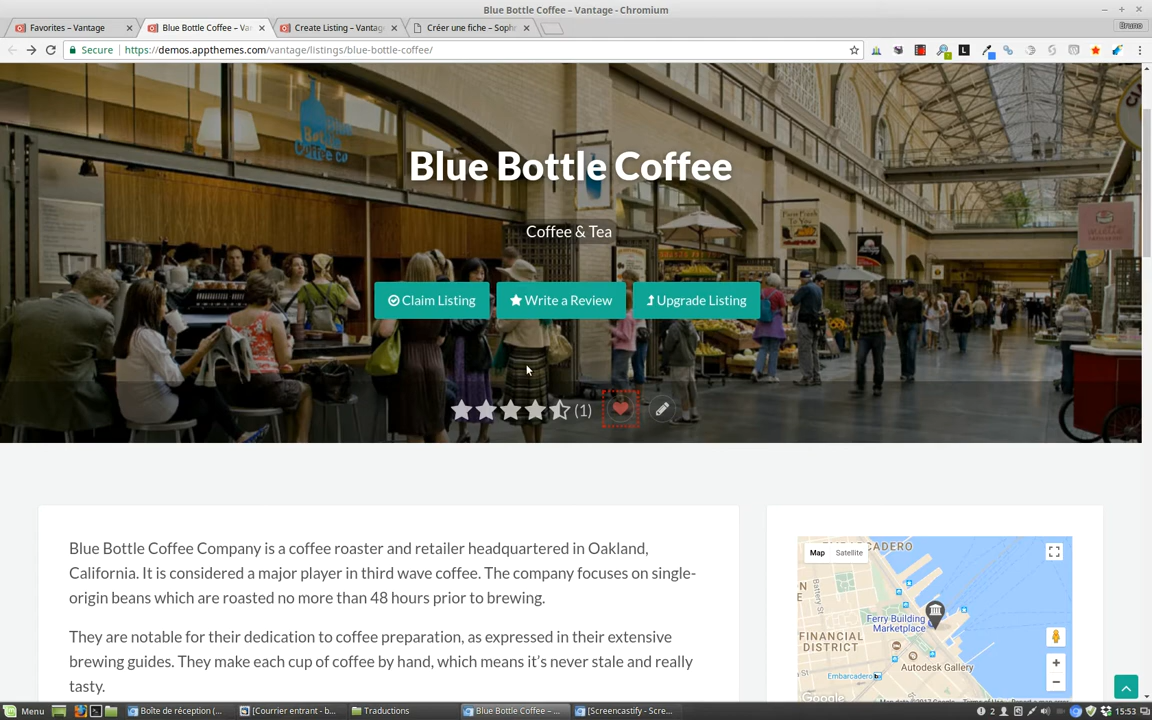 Blue Bottle Coffee – Vantage - Chromium
Favorites – Vantage
Blue Bottle Coffee – Va
Create Listing – Vantag
Créer une fiche – Soph
Bruno
Secure
https://demos.appthemes.com/vantage/listings/blue-bottle-coffee/
Blue Bottle Coffee
Coffee & Tea
Claim Listing
Write a Review
Upgrade Listing
(1)
Blue Bottle Coffee Company is a coffee roaster and retailer headquartered in Oakland,
California. It is considered a major player in third wave coffee. The company focuses on single-
origin beans which are roasted no more than 48 hours prior to brewing.
They are notable for their dedication to coffee preparation, as expressed in their extensive
brewing guides. They make each cup of coffee by hand, which means it's never stale and really
tasty.
Map
Satellite
EMBARCADERO
Battery St
Ferry Building
Marketplace
FINANCIAL
DISTRICT
Autodesk Gallery
Embarcadero
Google
Menu
Boîte de réception (...
[Courrier entrant - b...
Traductions
Blue Bottle Coffee – ...
[Screencastify - Scre...
2
15:53